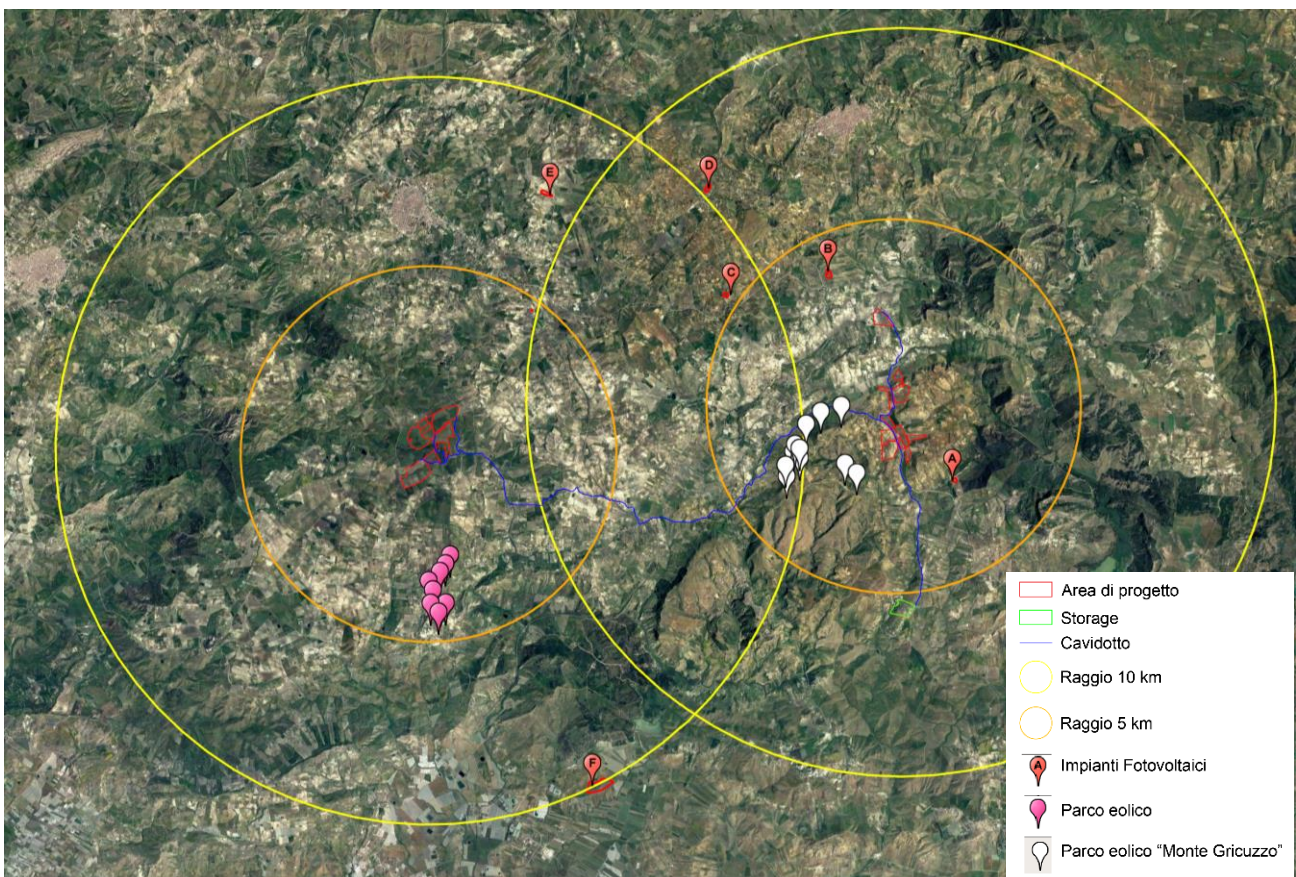 E
D
B
C
A
F
Area di progetto
Storage
Cavidotto
Raggio 10 km
Raggio 5 km
A
Impianti Fotovoltaici
Parco eolico
Parco eolico "Monte Gricuzzo"